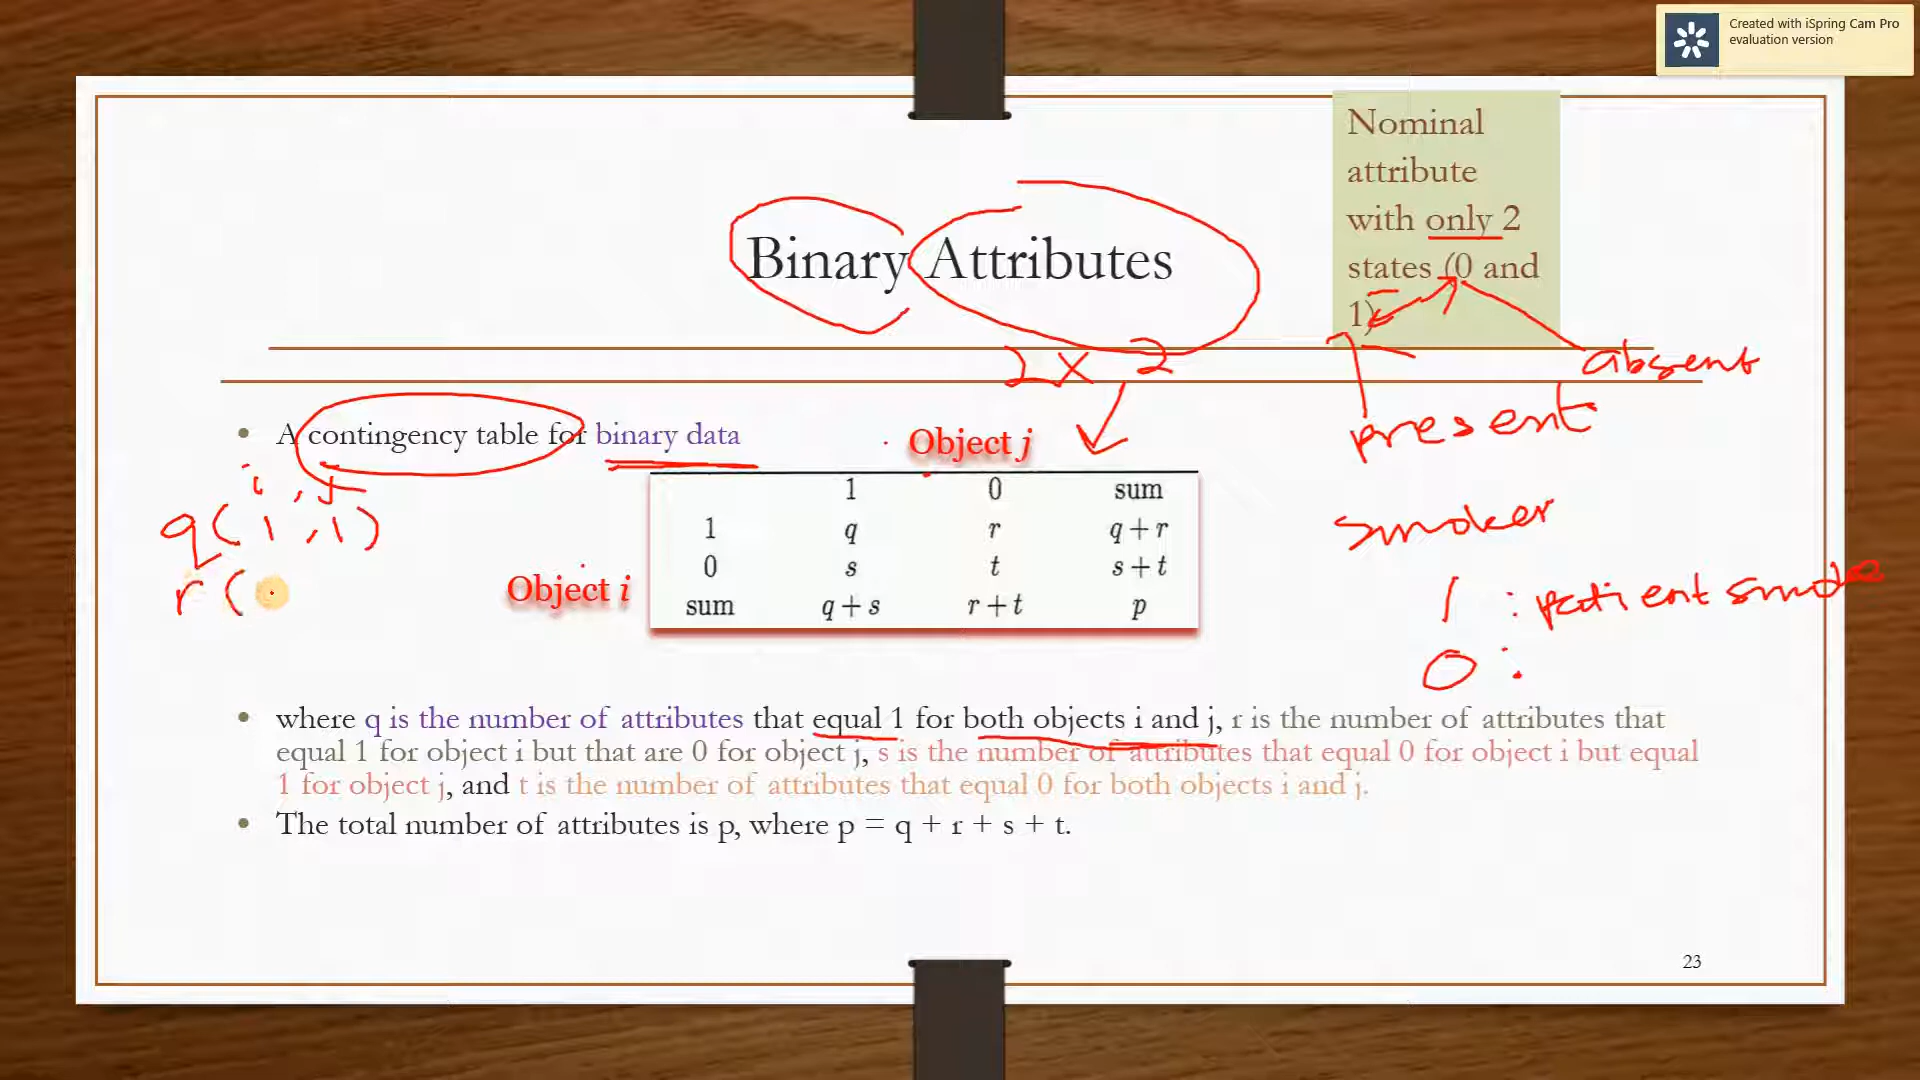 Created with iSpring Cam Pro
evaluation version
Nominal
attribute
with only 2
states (0 and
1)
Binary Attributes
2 x 2
absent
present
• A contingency table for binary data
i , j
q( 1 , 1 )
r (
Object j
1 0 sum
1 q r q + r
0 s t s + t
sum q + s r + t p
Object i
smoker
1 : patient smoke
0 :
• where q is the number of attributes that equal 1 for both objects i and j, r is the number of attributes that
equal 1 for object i but that are 0 for object j, s is the number of attributes that equal 0 for object i but equal
1 for object j, and t is the number of attributes that equal 0 for both objects i and j.
• The total number of attributes is p, where p = q + r + s + t.
23